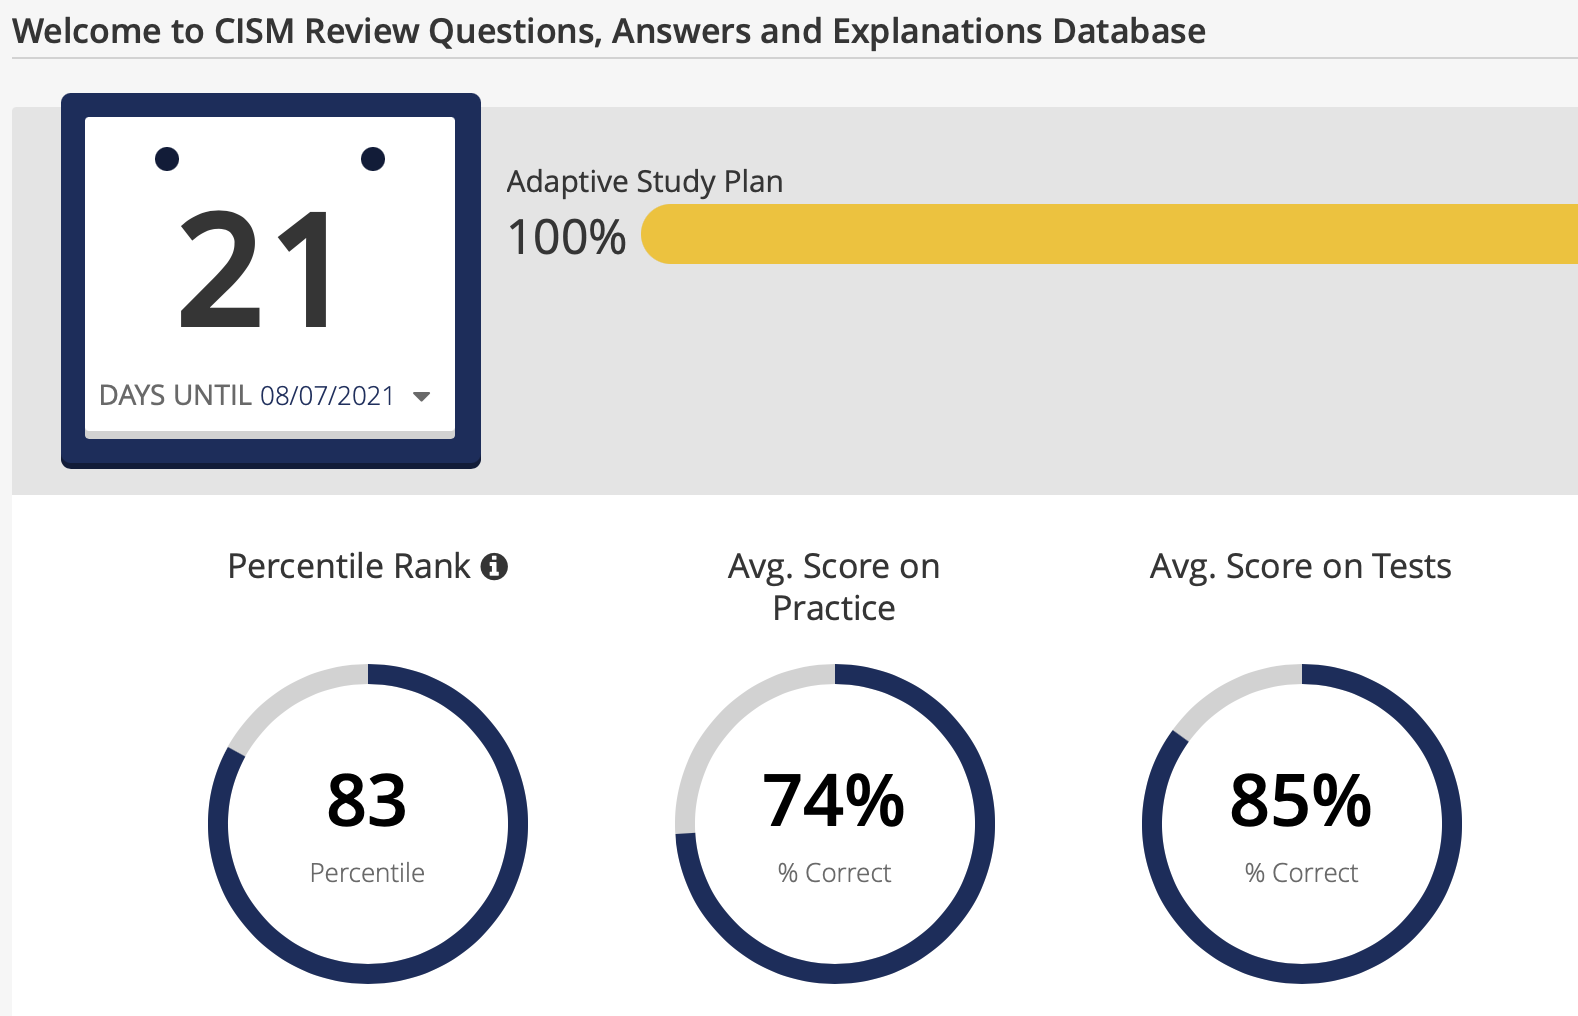 Welcome to CISM Review Questions, Answers and Explanations Database
21
DAYS UNTIL 08/07/2021
Adaptive Study Plan
100%
Percentile Rank
83
Percentile
Avg. Score on
Practice
74%
% Correct
Avg. Score on Tests
85%
% Correct